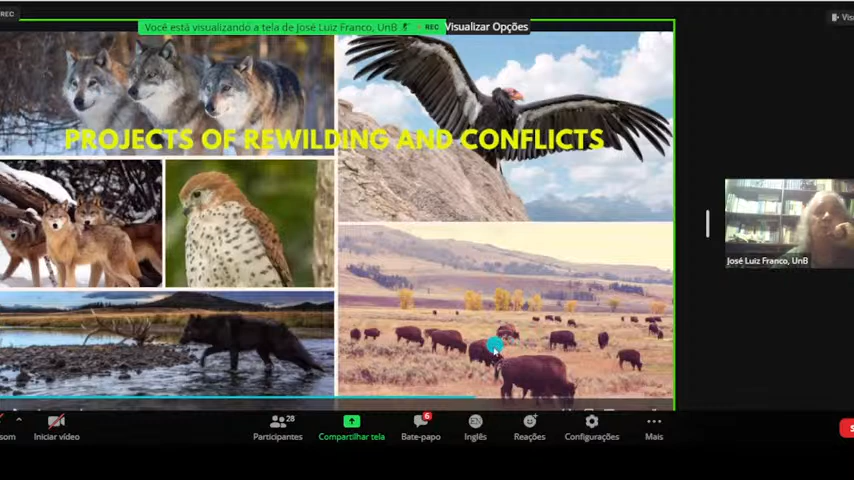 REC
Você está visualizando a tela de José Luiz Franco, UnB
REC
Visualizar Opções
PROJECTS OF REWILDING AND CONFLICTS
José Luiz Franco, UnB
som
Iniciar vídeo
28
Participantes
Compartilhar tela
6
Bate-papo
Inglês
Reações
Configurações
Mais